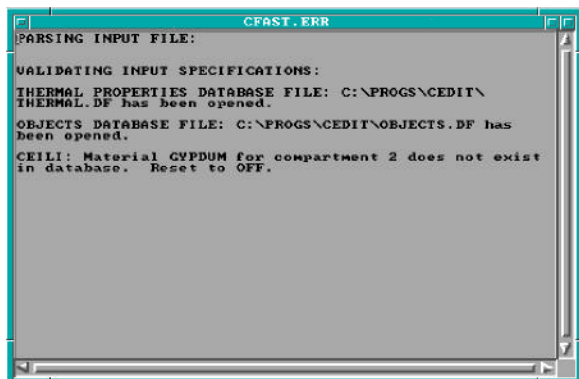 CFAST.ERR
PARSING INPUT FILE:
VALIDATING INPUT SPECIFICATIONS:
THERMAL PROPERTIES DATABASE FILE: C:\PROGS\CEDIT\
THERMAL.DF has been opened.
OBJECTS DATABASE FILE: C:\PROGS\CEDIT\OBJECTS.DF has
been opened.
CEILI: Material GYPDUM for compartment 2 does not exist
in database.  Reset to OFF.